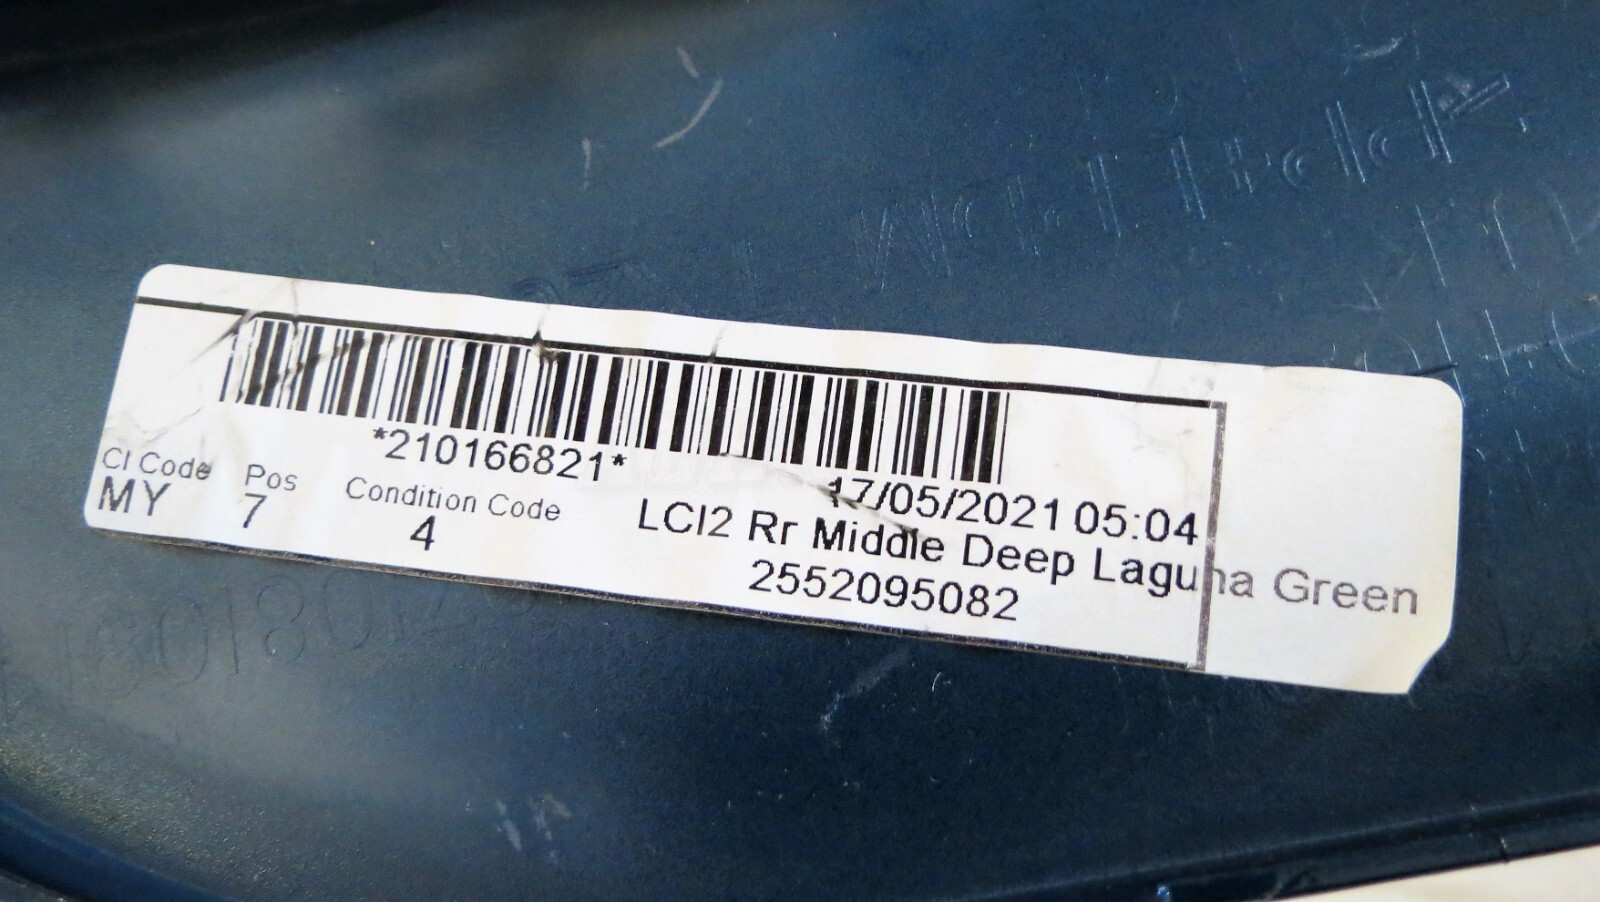 *210166821*
CI Code Pos Condition Code
MY 7 4
17/05/2021 05:04
LCI2 Rr Middle Deep Laguna Green
2552095082